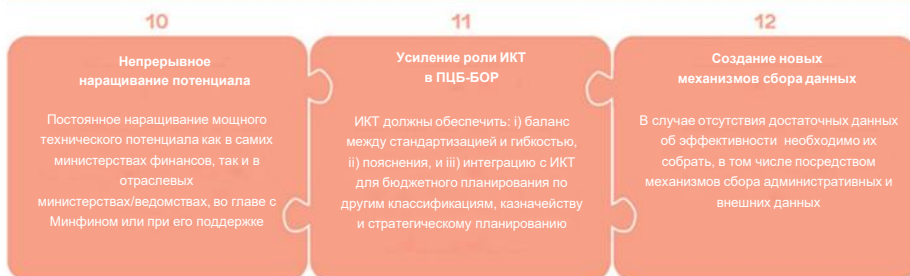 10
Непрерывное
наращивание потенциала
Постоянное наращивание мощного
технического потенциала как в самих
министерствах финансов, так и в
отраслевых
министерствах/ведомствах, во главе с
Минфином или при его поддержке
11
Усиление роли ИКТ
в ПЦБ-БОР
ИКТ должны обеспечить: i) баланс
между стандартизацией и гибкостью,
ii) пояснения, и iii) интеграцию с ИКТ
для бюджетного планирования по
другим классификациям, казначейству
и стратегическому планированию
12
Создание новых
механизмов сбора данных
В случае отсутствия достаточных данных
об эффективности необходимо их
собрать, в том числе посредством
механизмов сбора административных и
внешних данных